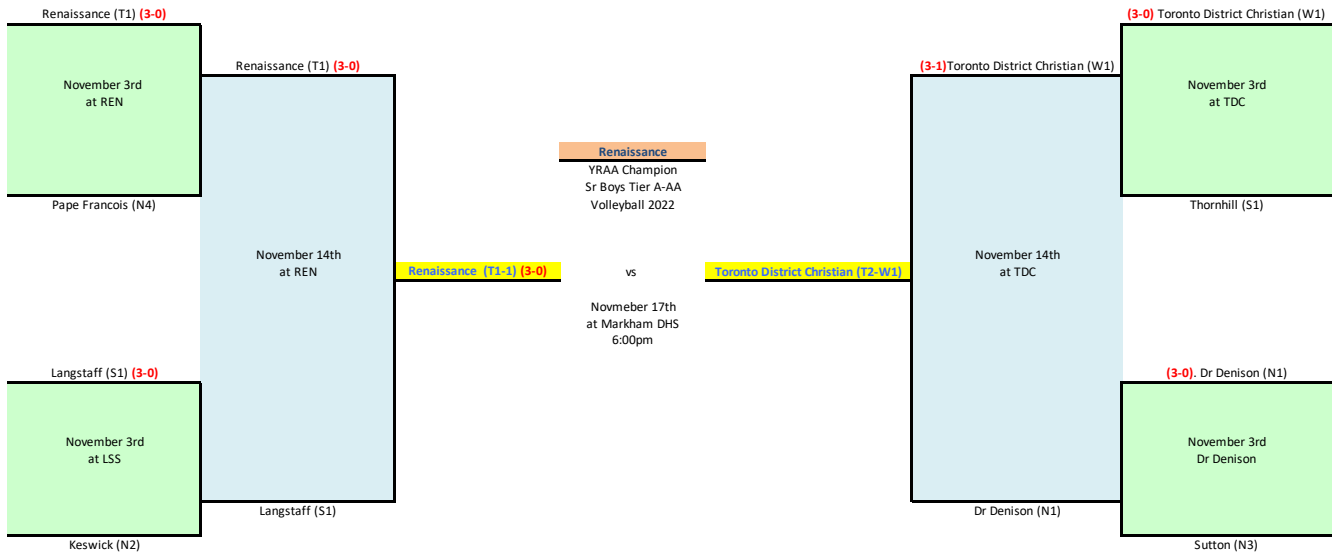 Renaissance (T1) (3-0)
November 3rd
at REN
Pape Francois (N4)
Renaissance (T1) (3-0)
November 14th
at REN
Langstaff (S1)
Langstaff (S1) (3-0)
November 3rd
at LSS
Keswick (N2)
Renaissance (T1-1) (3-0)
Renaissance
YRAA Champion
Sr Boys Tier A-AA
Volleyball 2022
vs
Novmeber 17th
at Markham DHS
6:00pm
Toronto District Christian (T2-W1)
(3-1)Toronto District Christian (W1)
November 14th
at TDC
Dr Denison (N1)
(3-0) Toronto District Christian (W1)
November 3rd
at TDC
Thornhill (S1)
(3-0). Dr Denison (N1)
November 3rd
Dr Denison
Sutton (N3)